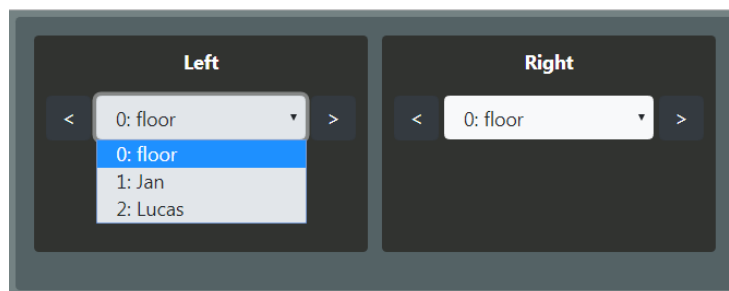 Left Right
< 0: floor > < 0: floor >
0: floor
1: Jan
2: Lucas